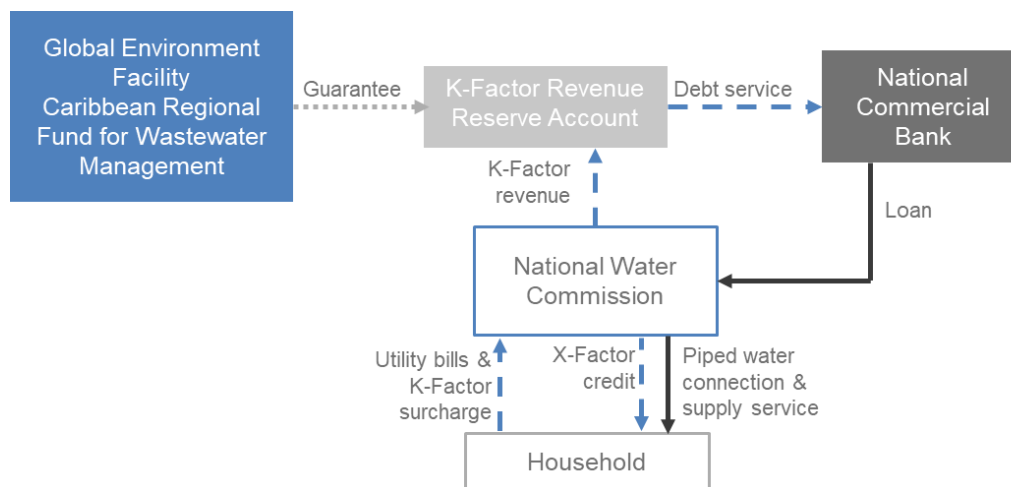 Global Environment
Facility
Caribbean Regional
Fund for Wastewater
Management
Guarantee
K-Factor Revenue
Reserve Account
Debt service
National
Commercial
Bank
K-Factor
revenue
Loan
National Water
Commission
Utility bills &
K-Factor
surcharge
X-Factor
credit
Piped water
connection &
supply service
Household